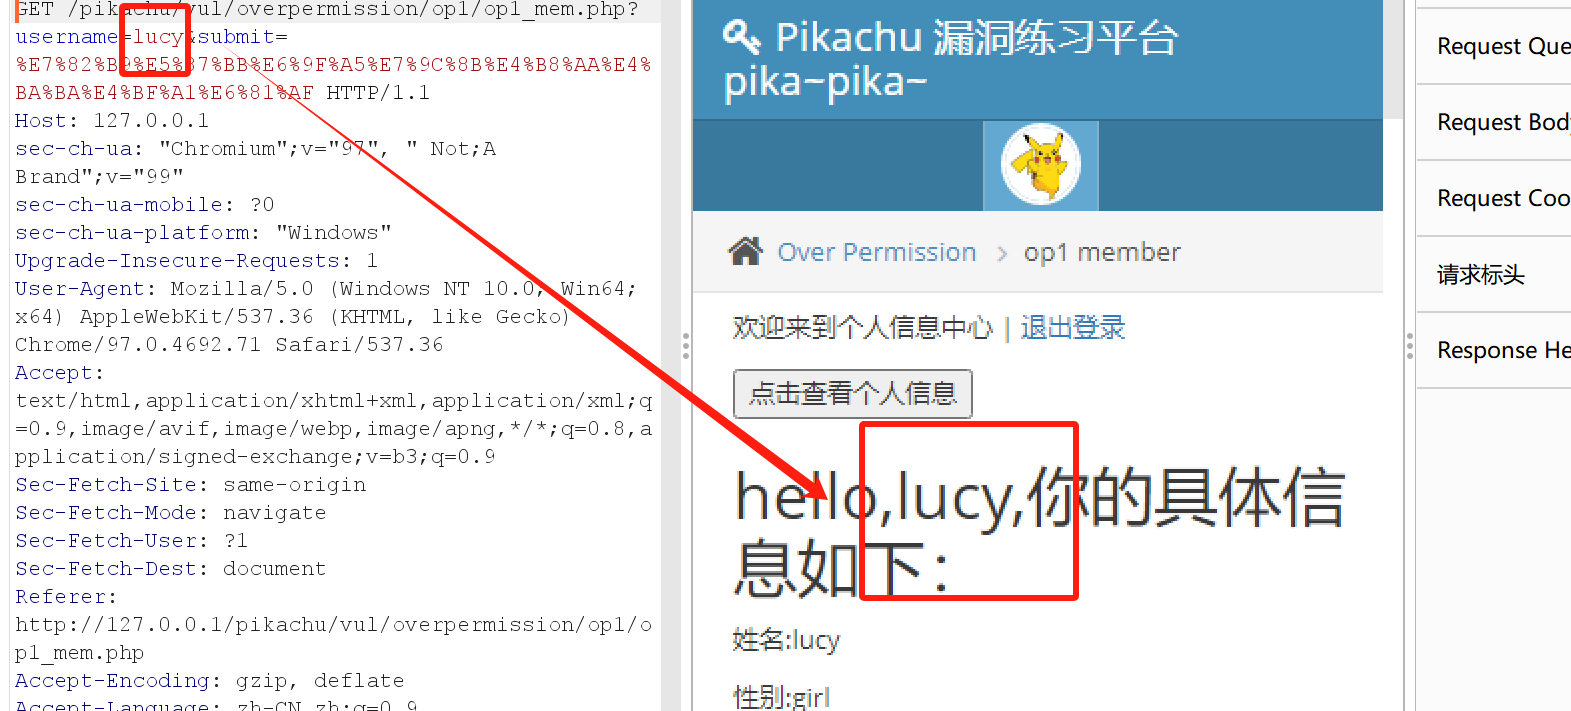 GET /pikachu/vul/overpermission/op1/op1_mem.php?
username=lucy&submit=
%E7%82%B9%E5%87%BB%E6%9F%A5%E7%9C%8B%E4%B8%AA%E4%
BA%BA%E4%BF%A1%E6%81%AF HTTP/1.1
Host: 127.0.0.1
sec-ch-ua: "Chromium";v="97", " Not;A
Brand";v="99"
sec-ch-ua-mobile: ?0
sec-ch-ua-platform: "Windows"
Upgrade-Insecure-Requests: 1
User-Agent: Mozilla/5.0 (Windows NT 10.0; Win64;
x64) AppleWebKit/537.36 (KHTML, like Gecko)
Chrome/97.0.4692.71 Safari/537.36
Accept:
text/html,application/xhtml+xml,application/xml;q
=0.9,image/avif,image/webp,image/apng,*/*;q=0.8,a
pplication/signed-exchange;v=b3;q=0.9
Sec-Fetch-Site: same-origin
Sec-Fetch-Mode: navigate
Sec-Fetch-User: ?1
Sec-Fetch-Dest: document
Referer:
http://127.0.0.1/pikachu/vul/overpermission/op1/o
p1_mem.php
Accept-Encoding: gzip, deflate
Accept-Language: zh-CN,zh;q=0.9
Pikachu 漏洞练习平台
pika~pika~
Over Permission > op1 member
欢迎来到个人信息中心 | 退出登录
点击查看个人信息
hello,lucy,你的具体信
息如下：
姓名:lucy
性别:girl
Request Que
Request Body
Request Coo
请求标头
Response He